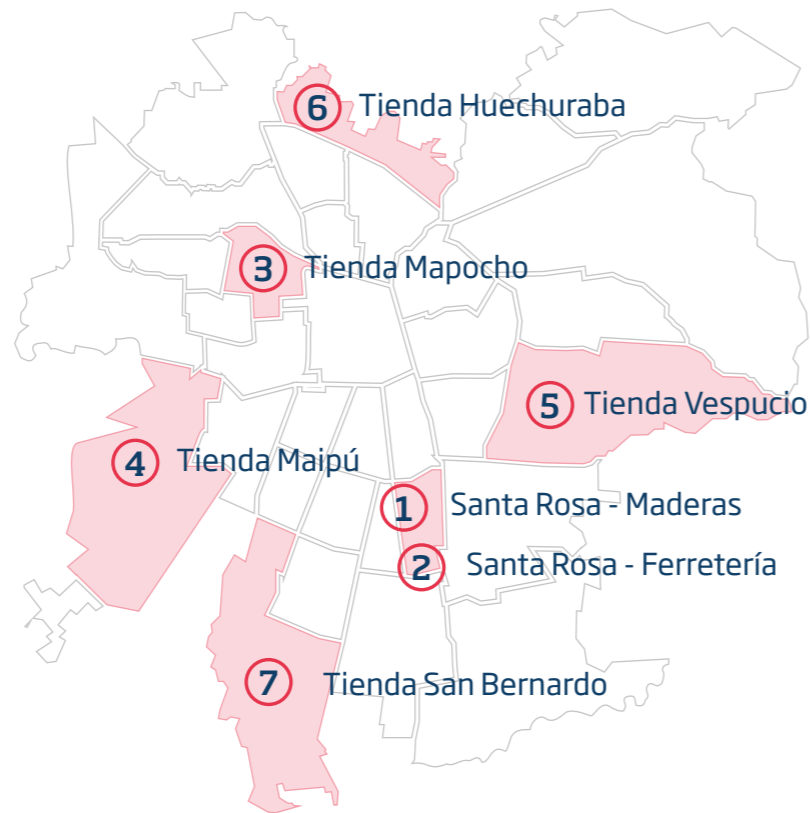 6 Tienda Huechuraba
3 Tienda Mapocho
5 Tienda Vespucio
4 Tienda Maipú
1 Santa Rosa - Maderas
2 Santa Rosa - Ferretería
7 Tienda San Bernardo